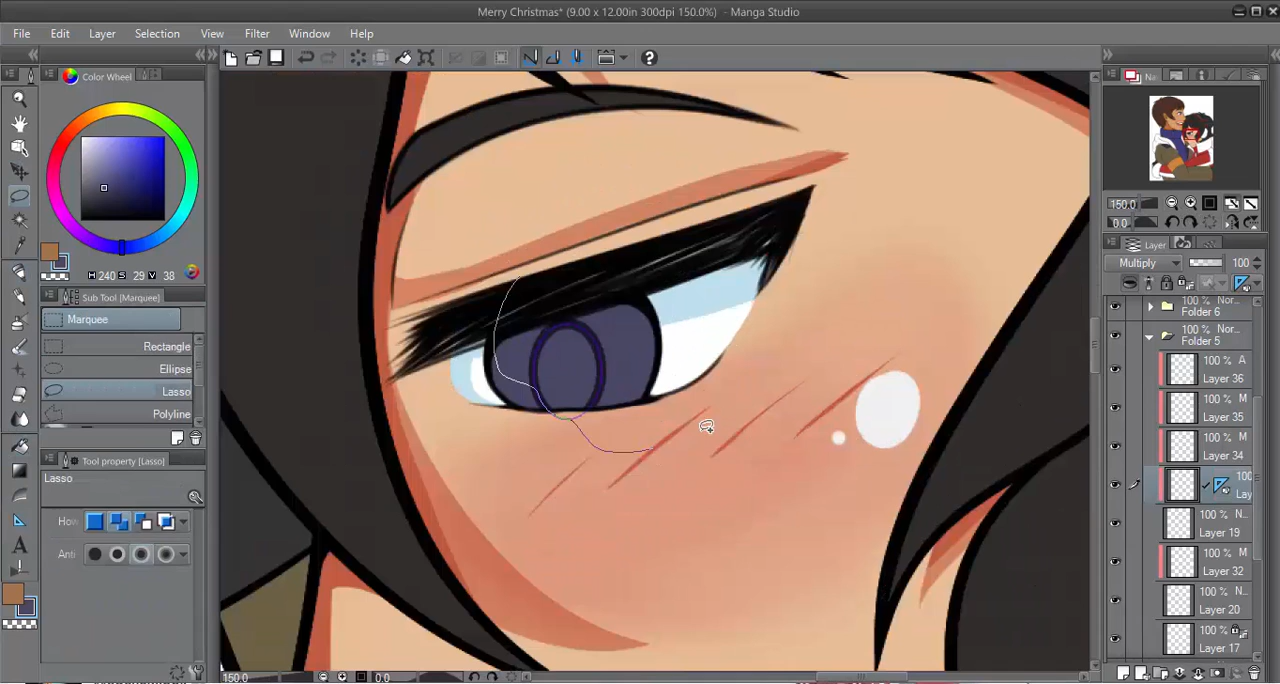 Merry Christmas* (9.00 x 12.00in 300dpi 150.0%) - Manga Studio
File Edit Layer Selection View Filter Window Help
Color Wheel
H 240 S 29 V 38
Sub Tool [Marquee]
Marquee
Rectangle
Ellipse
Lasso
Polyline
Tool property [Lasso]
Lasso
How
Anti
150.0 0.0
Na
150.0
0.0
Layer
Multiply 100
100 % Nor
Folder 6
100 % Nor
Folder 5
100 % A
Layer 36
100 % M
Layer 35
100 % M
Layer 34
100
Lay
100 % N
Layer 19
100 % M
Layer 32
100 % N
Layer 20
100 %
Layer 17